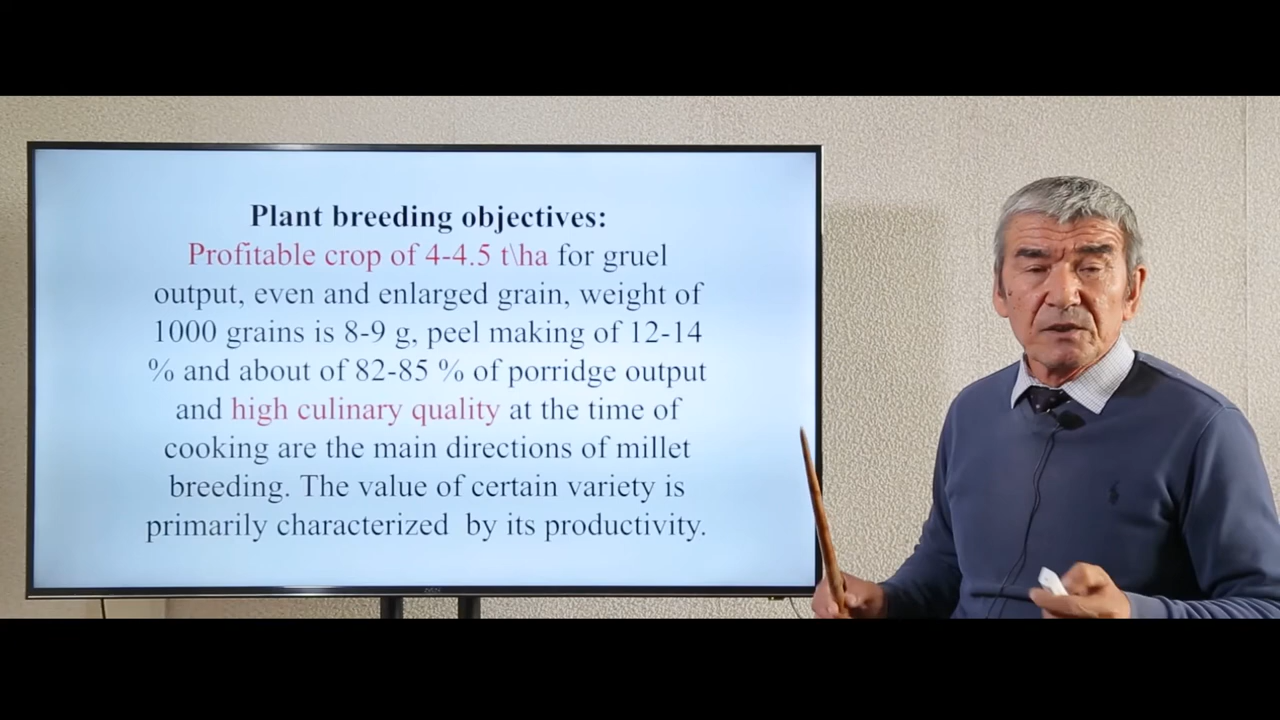 Plant breeding objectives:
Profitable crop of 4-4.5 t\ha for gruel
output, even and enlarged grain, weight of
1000 grains is 8-9 g, peel making of 12-14
% and about of 82-85 % of porridge output
and high culinary quality at the time of
cooking are the main directions of millet
breeding. The value of certain variety is
primarily characterized by its productivity.